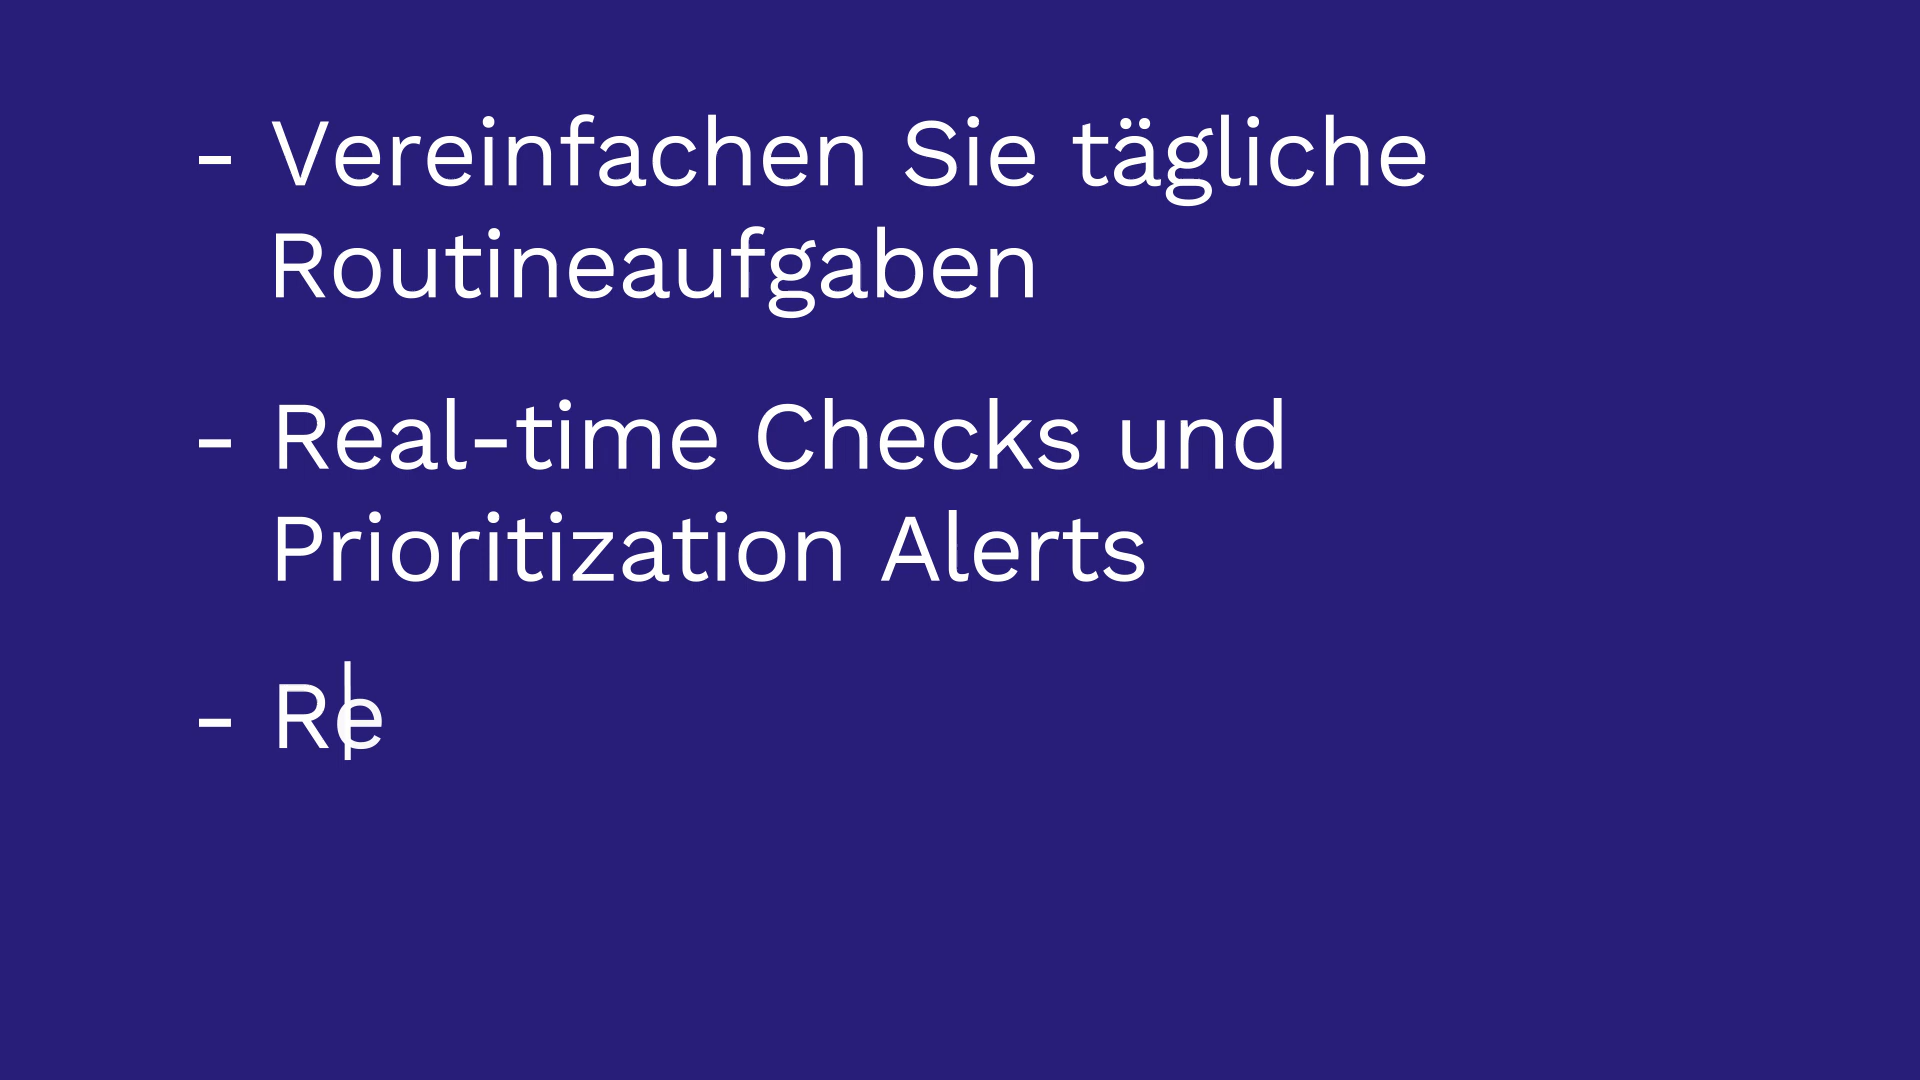 - Vereinfachen Sie tägliche
Routineaufgaben
- Real-time Checks und
Prioritization Alerts
- Re